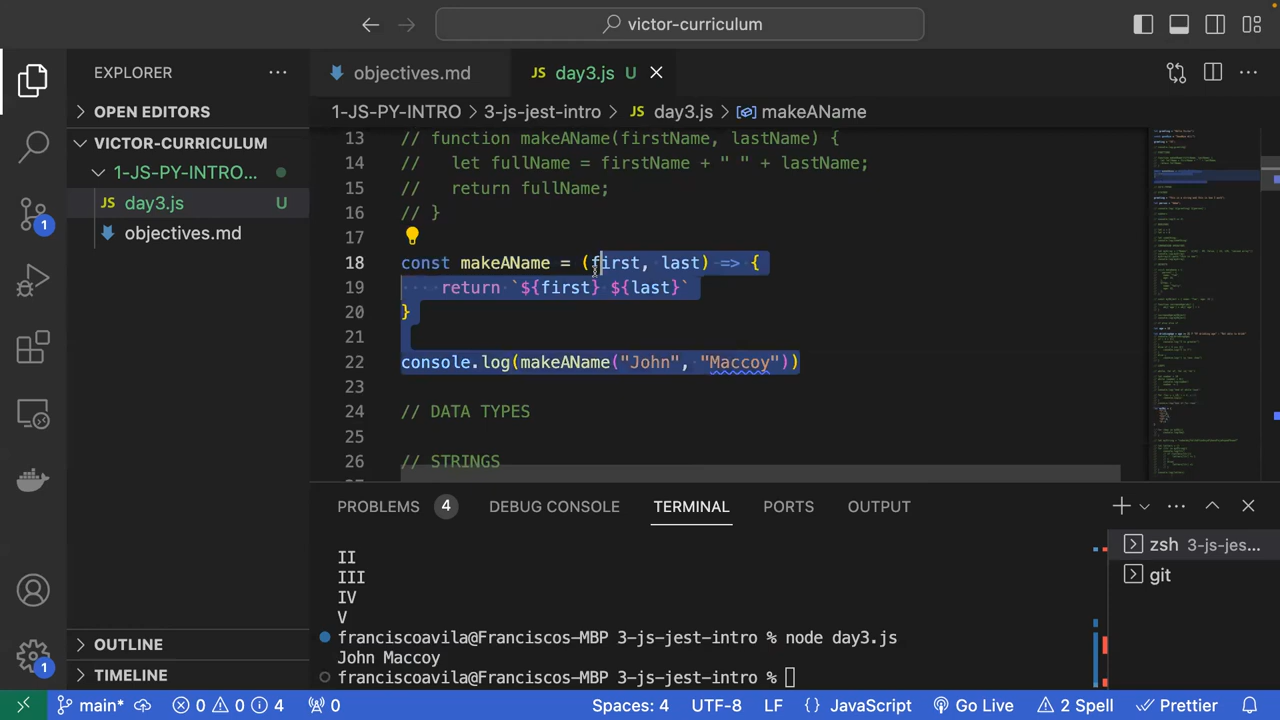 victor-curriculum
EXPLORER
objectives.md
JS day3.js U
OPEN EDITORS
VICTOR-CURRICULUM
1-JS-PY-INTRO...
JS day3.js U
objectives.md
1-JS-PY-INTRO > 3-js-jest-intro > JS day3.js > makeAName
13 // function makeAName(firstName, lastName) {
14 // let fullName = firstName + " " + lastName;
15 // return fullName;
16 // }
17
18 const makeAName = (first, last) => {
19 return `${first} ${last}`
20 }
21
22 console.log(makeAName("John", "Maccoy"))
23
24 // DATA TYPES
25
26 // STRINGS
PROBLEMS 4 DEBUG CONSOLE TERMINAL PORTS OUTPUT
II
III
IV
V
franciscoavila@Franciscos-MBP 3-js-jest-intro % node day3.js
John Maccoy
franciscoavila@Franciscos-MBP 3-js-jest-intro %
zsh 3-js-jes...
git
OUTLINE
TIMELINE
1
1
main* 0 0 4 0 Spaces: 4 UTF-8 LF {} JavaScript Go Live 2 Spell Prettier